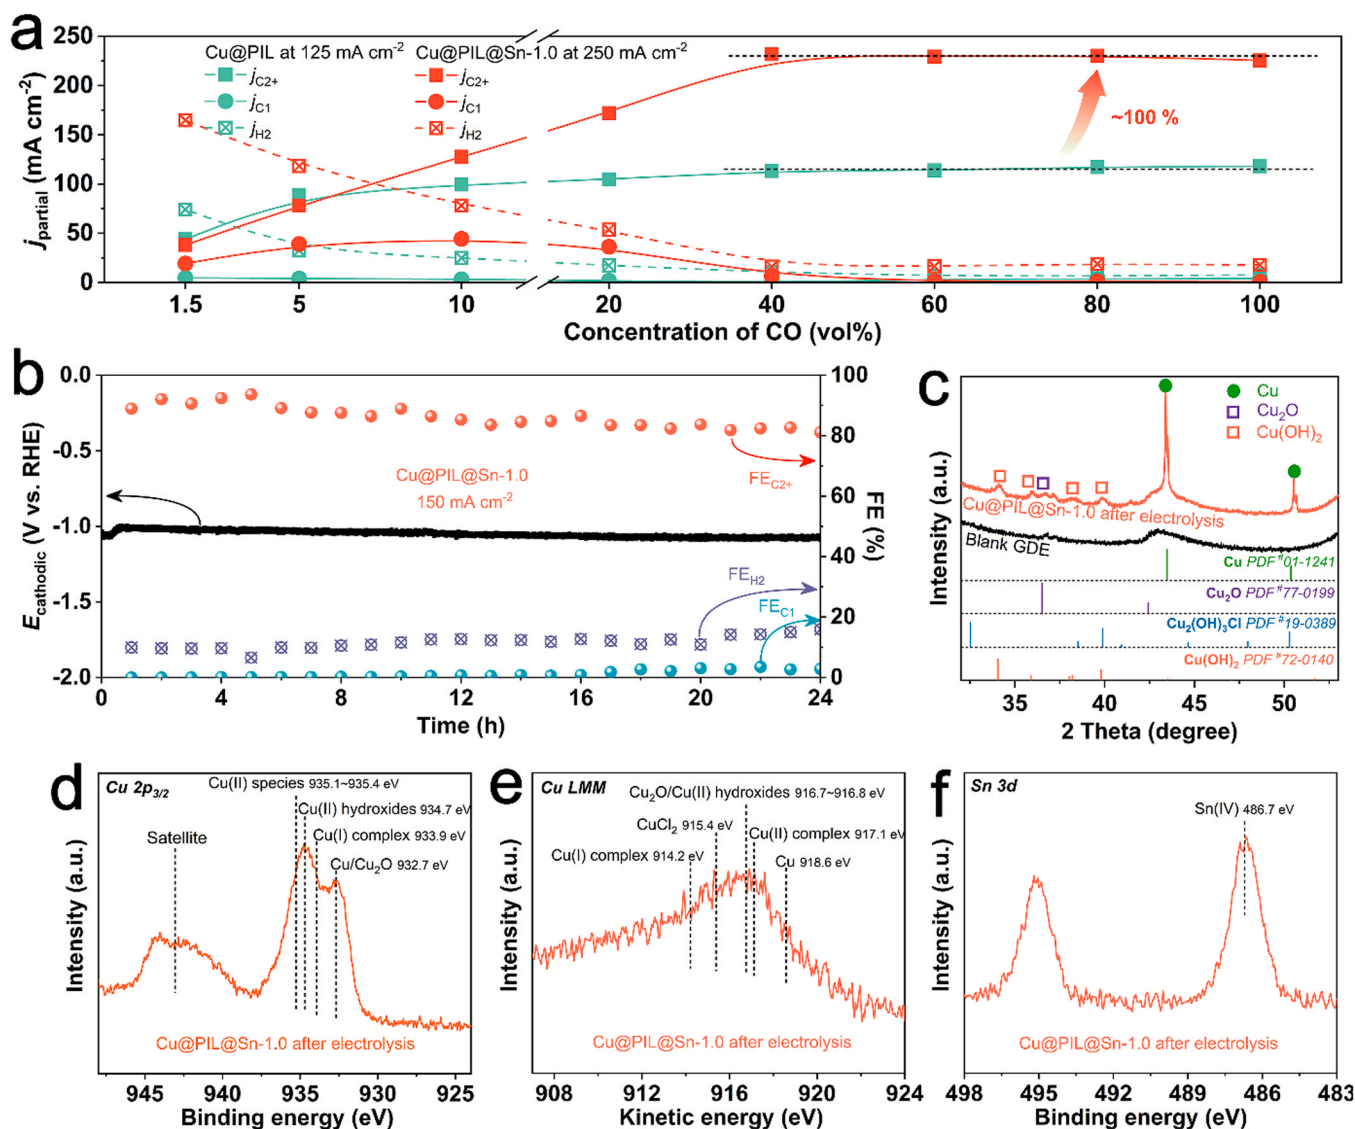 a
Cu@PIL at 125 mA cm-2
Cu@PIL@Sn-1.0 at 250 mA cm-2
jC2+
jC1
jH2
jC2+
jC1
jH2
~100 %
jpartial (mA cm-2)
250
200
150
100
50
0
1.5
5
10
20
40
60
80
100
Concentration of CO (vol%)
b
Ecathodic (V vs. RHE)
0.0
-0.5
-1.0
-1.5
-2.0
Cu@PIL@Sn-1.0
150 mA cm-2
FEC2+
FEH2
FEC1
100
80
60
40
20
0
FE (%)
0
4
8
12
16
20
24
Time (h)
c
Intensity (a.u.)
Cu
Cu2O
Cu(OH)2
Cu@PIL@Sn-1.0 after electrolysis
Blank GDE
Cu PDF #01-1241
Cu2O PDF #77-0199
Cu2(OH)3Cl PDF #19-0389
Cu(OH)2 PDF #72-0140
35
40
45
50
2 Theta (degree)
d
Cu 2p3/2
Cu(II) species 935.1~935.4 eV
Cu(II) hydroxides 934.7 eV
Cu(I) complex 933.9 eV
Cu/Cu2O 932.7 eV
Satellite
Intensity (a.u.)
Cu@PIL@Sn-1.0 after electrolysis
945
940
935
930
925
Binding energy (eV)
e
Cu LMM
Cu2O/Cu(II) hydroxides 916.7~916.8 eV
CuCl2 915.4 eV
Cu(II) complex 917.1 eV
Cu(I) complex 914.2 eV
Cu 918.6 eV
Intensity (a.u.)
Cu@PIL@Sn-1.0 after electrolysis
908
912
916
920
924
Kinetic energy (eV)
f
Sn 3d
Sn(IV) 486.7 eV
Intensity (a.u.)
Cu@PIL@Sn-1.0 after electrolysis
498
495
492
489
486
483
Binding energy (eV)